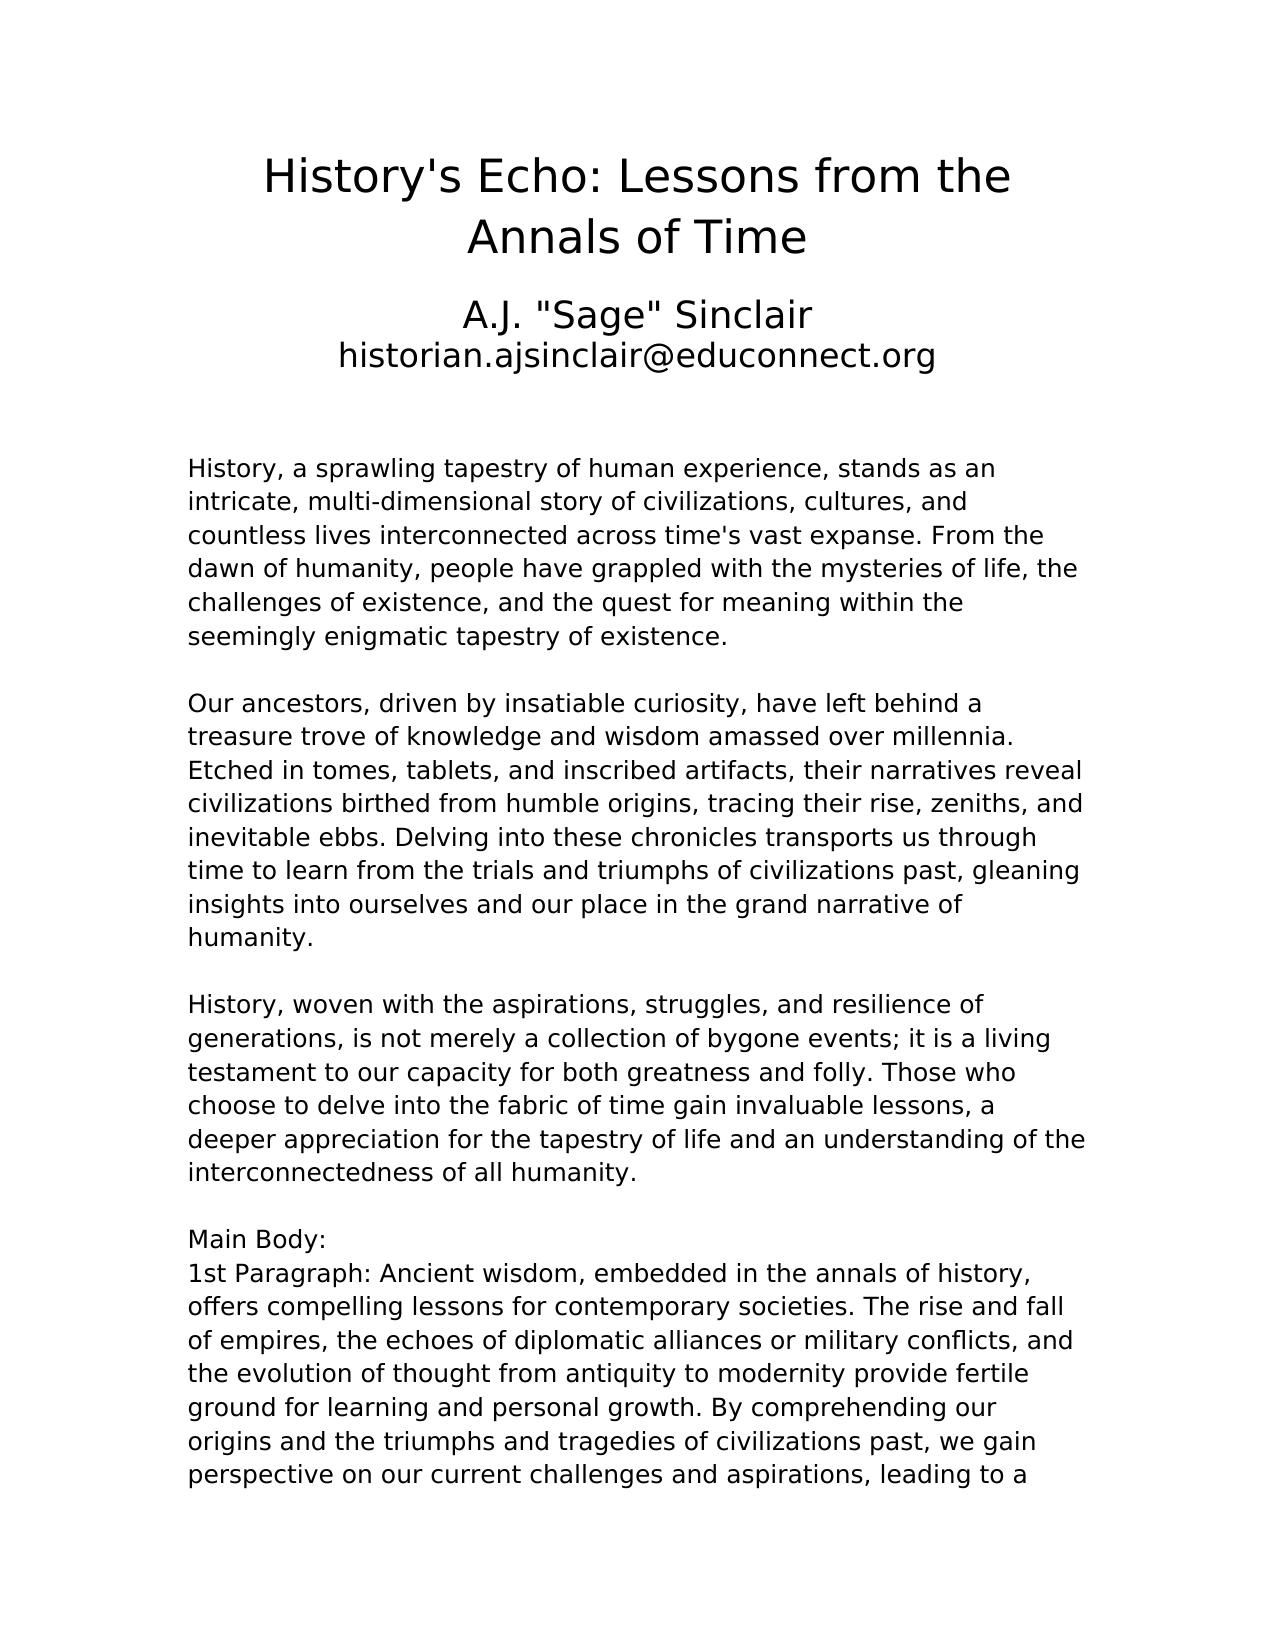 History's Echo: Lessons from the
Annals of Time
A.J. "Sage" Sinclair
historian.ajsinclair@educonnect.org
History, a sprawling tapestry of human experience, stands as an
intricate, multi-dimensional story of civilizations, cultures, and
countless lives interconnected across time's vast expanse. From the
dawn of humanity, people have grappled with the mysteries of life, the
challenges of existence, and the quest for meaning within the
seemingly enigmatic tapestry of existence.
Our ancestors, driven by insatiable curiosity, have left behind a
treasure trove of knowledge and wisdom amassed over millennia.
Etched in tomes, tablets, and inscribed artifacts, their narratives reveal
civilizations birthed from humble origins, tracing their rise, zeniths, and
inevitable ebbs. Delving into these chronicles transports us through
time to learn from the trials and triumphs of civilizations past, gleaning
insights into ourselves and our place in the grand narrative of
humanity.
History, woven with the aspirations, struggles, and resilience of
generations, is not merely a collection of bygone events; it is a living
testament to our capacity for both greatness and folly. Those who
choose to delve into the fabric of time gain invaluable lessons, a
deeper appreciation for the tapestry of life and an understanding of the
interconnectedness of all humanity.
Main Body:
1st Paragraph: Ancient wisdom, embedded in the annals of history,
offers compelling lessons for contemporary societies. The rise and fall
of empires, the echoes of diplomatic alliances or military conflicts, and
the evolution of thought from antiquity to modernity provide fertile
ground for learning and personal growth. By comprehending our
origins and the triumphs and tragedies of civilizations past, we gain
perspective on our current challenges and aspirations, leading to a